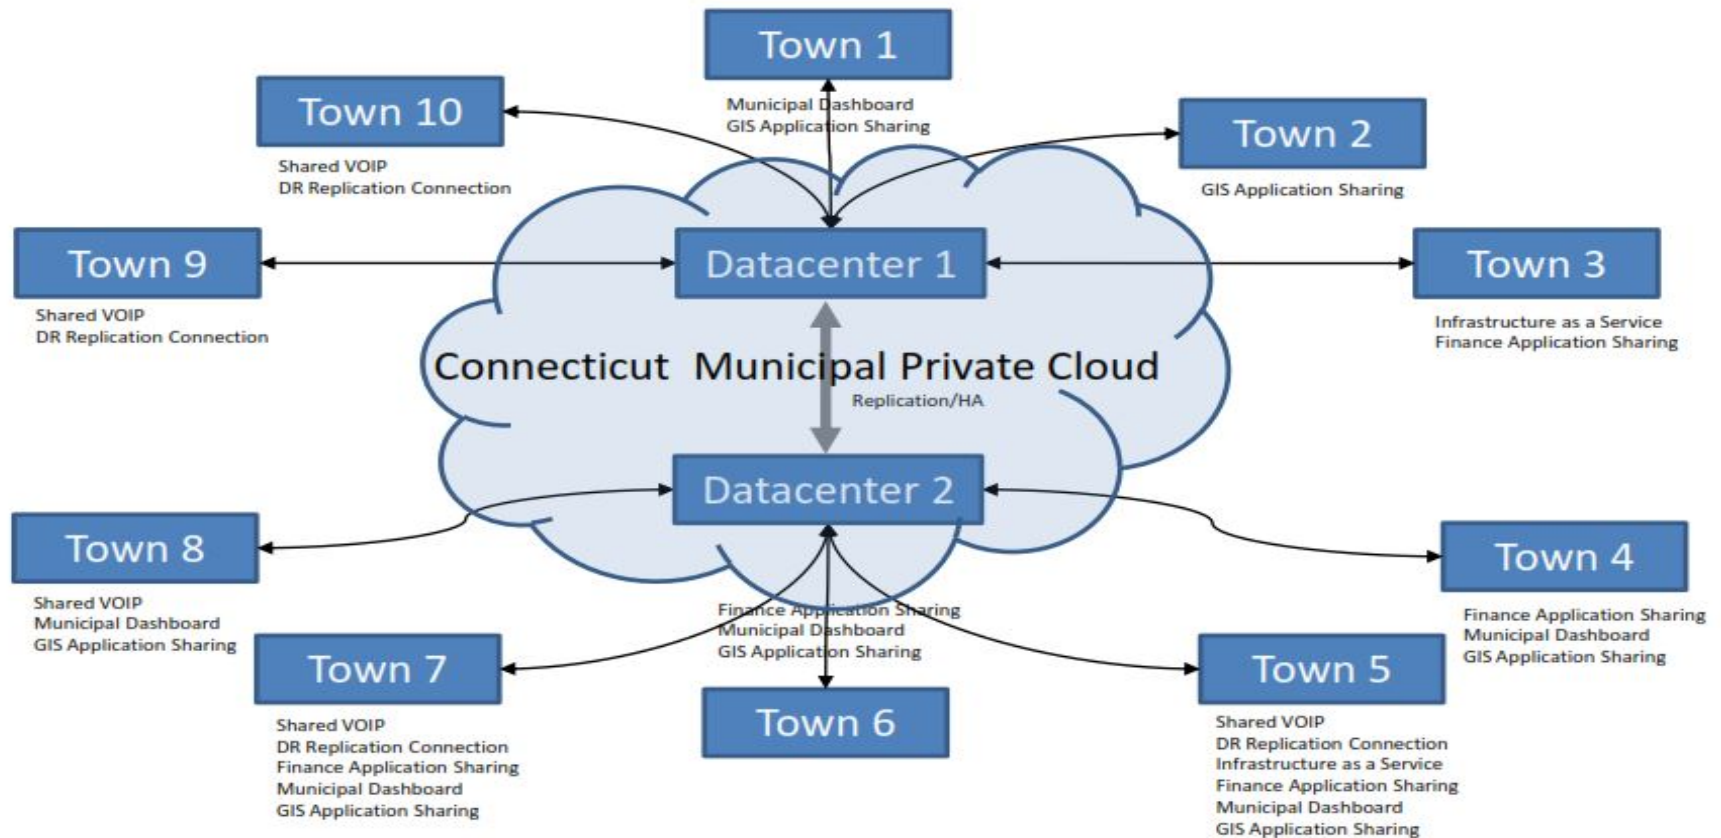 Town 1
Municipal Dashboard
GIS Application Sharing
Town 10
Shared VOIP
DR Replication Connection
Town 2
GIS Application Sharing
Town 9
Shared VOIP
DR Replication Connection
Datacenter 1
Town 3
Infrastructure as a Service
Finance Application Sharing
Connecticut Municipal Private Cloud
Replication/HA
Datacenter 2
Town 8
Shared VOIP
Municipal Dashboard
GIS Application Sharing
Town 4
Finance Application Sharing
Municipal Dashboard
GIS Application Sharing
Finance Application Sharing
Municipal Dashboard
GIS Application Sharing
Town 6
Town 7
Shared VOIP
DR Replication Connection
Finance Application Sharing
Municipal Dashboard
GIS Application Sharing
Town 5
Shared VOIP
DR Replication Connection
Infrastructure as a Service
Finance Application Sharing
Municipal Dashboard
GIS Application Sharing